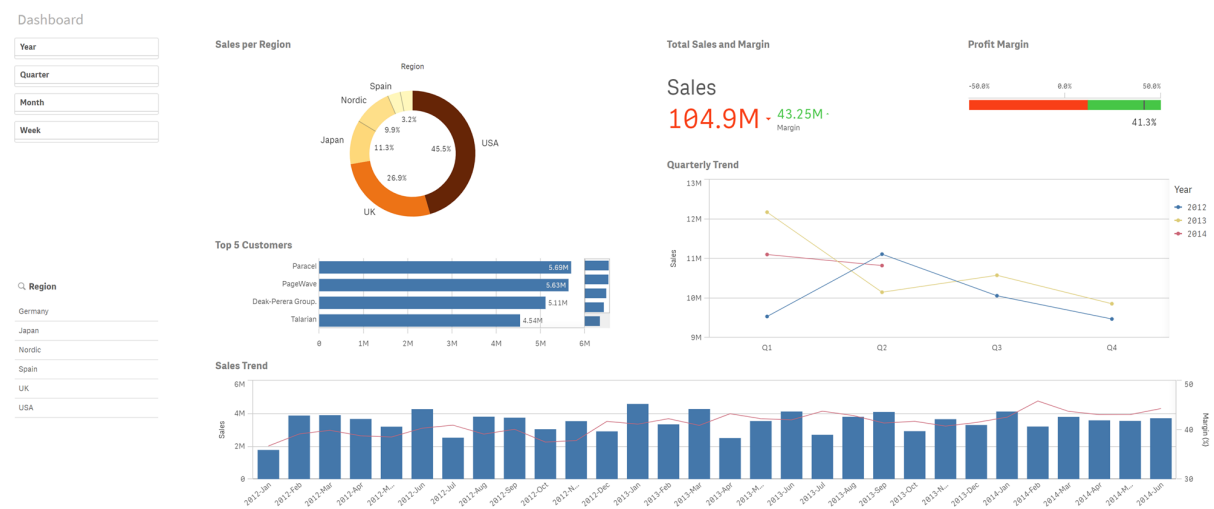 Dashboard
Year
Quarter
Month
Week
Region
Germany
Japan
Nordic
Spain
UK
USA
Sales per Region
Region
Spain
Nordic
Japan
UK
USA
3.2%
9.9%
11.3%
26.9%
45.5%
Top 5 Customers
Paracel
5.69M
PageWave
5.63M
Deak-Perera Group.
5.11M
Talarian
4.54M
0 1M 2M 3M 4M 5M 6M
Total Sales and Margin
Sales
104.9M
43.25M
Margin
Profit Margin
-50.0% 0.0% 50.0%
41.3%
Quarterly Trend
Sales
13M
12M
11M
10M
9M
Q1 Q2 Q3 Q4
Year
2012
2013
2014
Sales Trend
Sales
6M
4M
2M
0
50
40
30
Margin (%)
2012-Jan 2012-Feb 2012-Mar 2012-Apr 2012-M... 2012-Jun 2012-Jul 2012-Aug 2012-Sep 2012-Oct 2012-N... 2012-Dec 2013-Jan 2013-Feb 2013-Mar 2013-Apr 2013-M... 2013-Jun 2013-Jul 2013-Aug 2013-Sep 2013-Oct 2013-N... 2013-Dec 2014-Jan 2014-Feb 2014-Mar 2014-Apr 2014-M... 2014-Jun